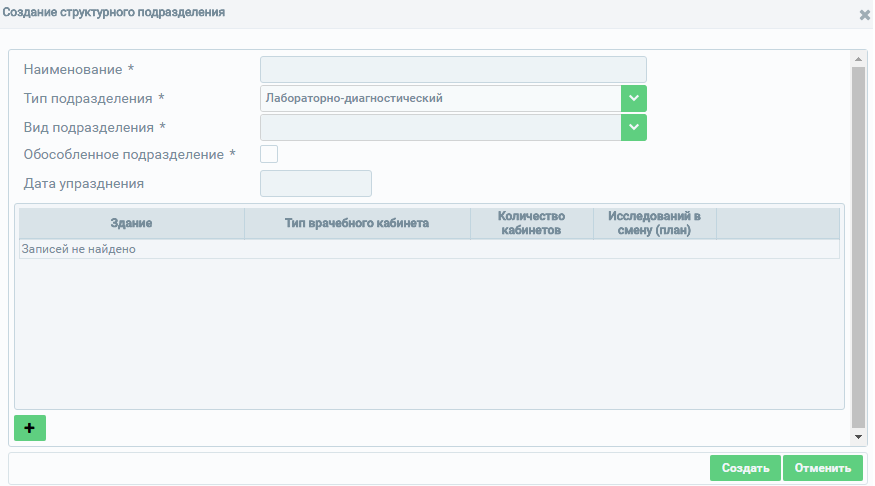 Создание структурного подразделения
Наименование *
Тип подразделения *
Лабораторно-диагностический
Вид подразделения *
Обособленное подразделение *
Дата упразднения
Здание
Тип врачебного кабинета
Количество
кабинетов
Исследований в
смену (план)
Записей не найдено
Создать
Отменить